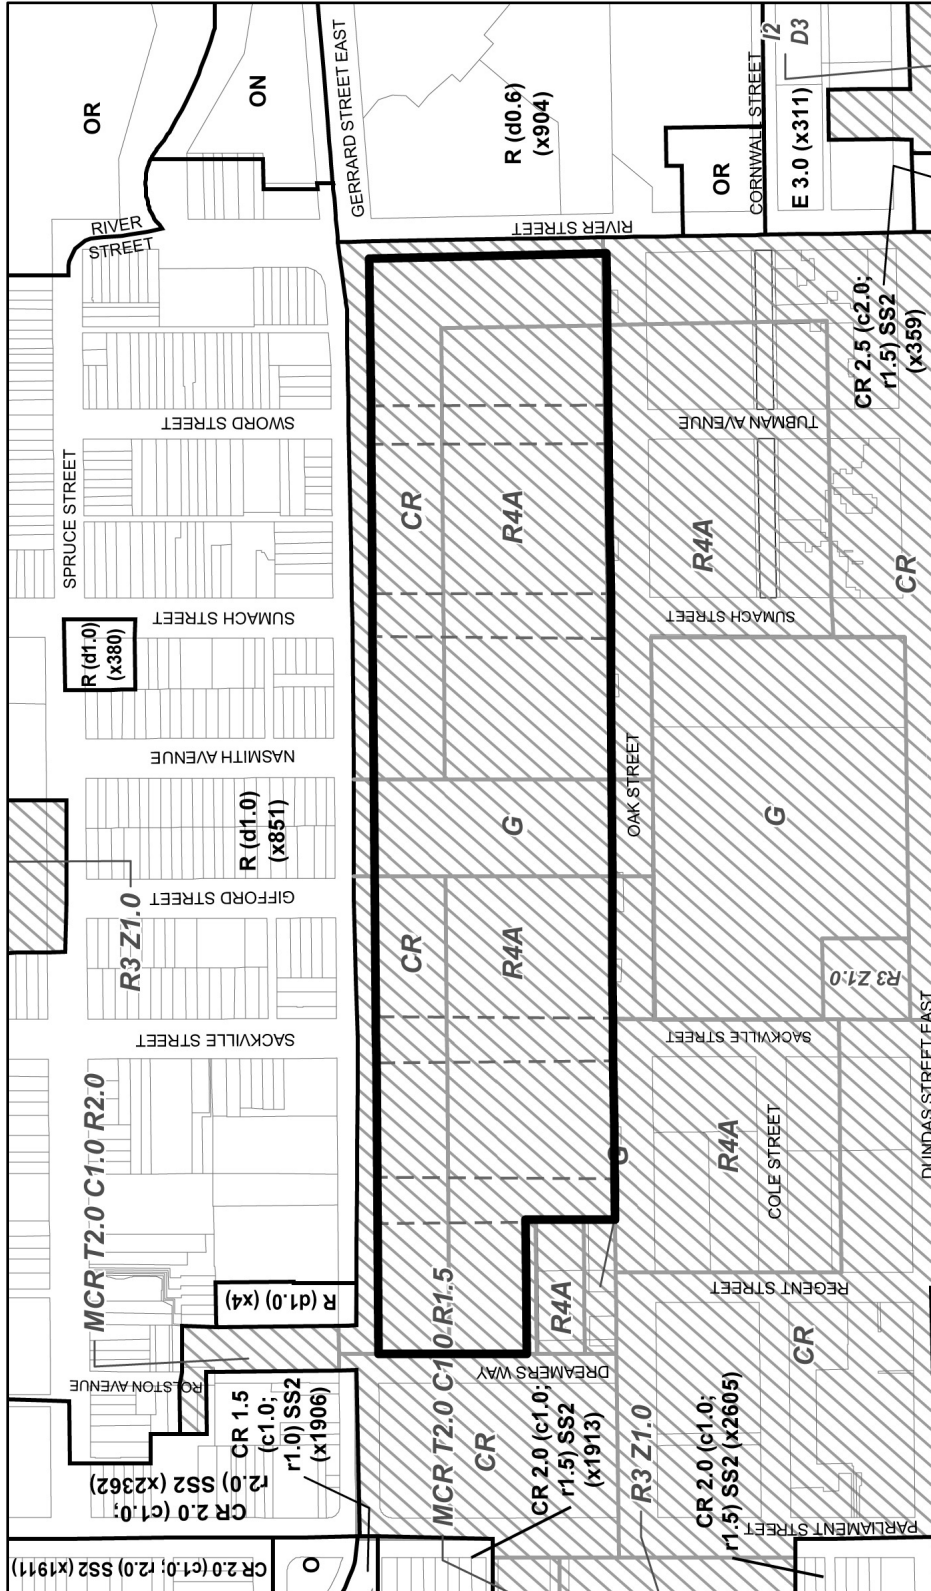 OR
ON
RIVER
STREET
GERRARD STREET EAST
R (d0.6)
(x904)
RIVER STREET
OR
CORNWALL STREET
I2
D3
E 3.0 (x311)
SPRUCE STREET
SWORD STREET
SUMACH STREET
R (d1.0)
(x380)
NASMITH AVENUE
R (d1.0)
(x851)
GIFFORD STREET
R3 Z1.0
SACKVILLE STREET
MCR T2.0 C1.0 R2.0
R (d1.0) (x4)
ROLSTON AVENUE
CR
R4A
G
CR
R4A
OAK STREET
TUBMAN AVENUE
CR 2.5 (c2.0;
r1.5) SS2
(x359)
R4A
SUMACH STREET
CR
G
R3 Z1.0
SACKVILLE STREET
DUNDAS STREET EAST
G
R4A
COLE STREET
REGENT STREET
R4A
DREAMERS WAY
MCR T2.0 C1.0 R1.5
CR
CR
CR 1.5
(c1.0;
r1.0) SS2
(x1906)
CR 2.0 (c1.0;
r2.0) SS2 (x2362)
CR 2.0 (c1.0; r2.0) SS2 (x1911)
O
CR 2.0 (c1.0;
r1.5) SS2
(x1913)
R3 Z1.0
CR 2.0 (c1.0;
r1.5) SS2 (x2605)
PARLIAMENT STREET